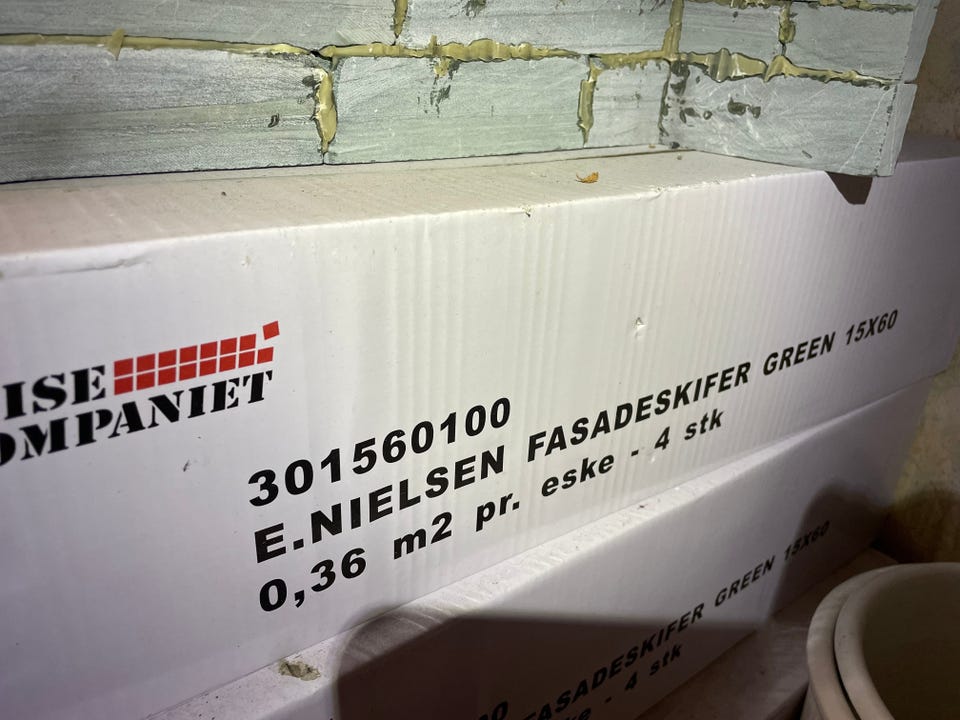 ISE
OMPANIET
301560100
E.NIELSEN FASADESKIFER GREEN 15X60
0,36 m2 pr. eske - 4 stk
FASADESKIFER GREEN 15X60
- 4 stk